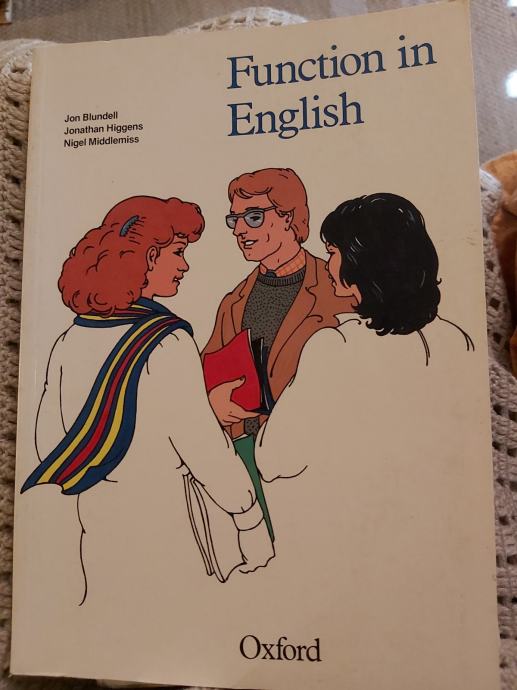 Function in
English
Jon Blundell
Jonathan Higgens
Nigel Middlemiss
Oxford